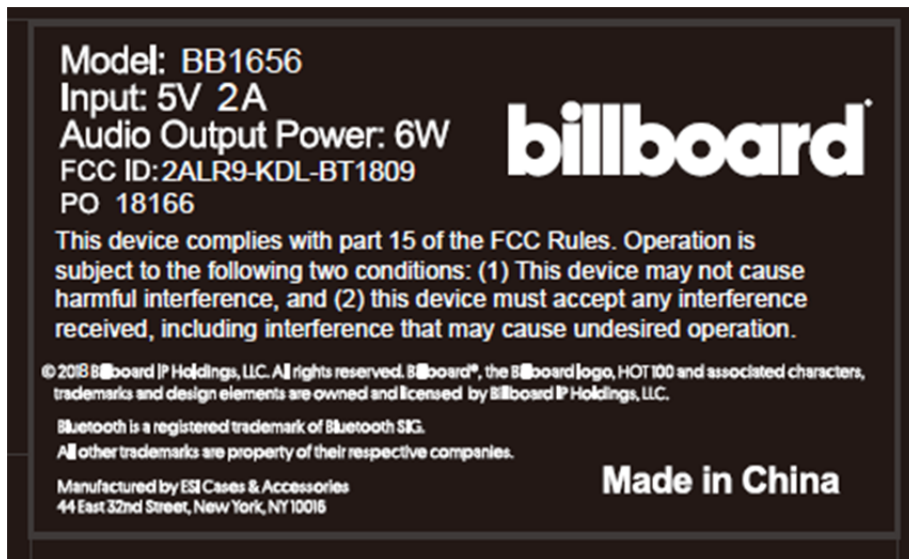 Model: BB1656
Input: 5V 2A
Audio Output Power: 6W
billboard
FCC ID: 2ALR9-KDL-BT1809
PO 18166
This device complies with part 15 of the FCC Rules. Operation is
subject to the following two conditions: (1) This device may not cause
harmful interference, and (2) this device must accept any interference
received, including interference that may cause undesired operation.
© 2018 Billboard IP Holdings, LLC. All rights reserved. Billboard®, the Billboard logo, HOT 100 and associated characters,
trademarks and design elements are owned and licensed by Billboard IP Holdings, LLC.
Bluetooth is a registered trademark of Bluetooth SIG.
All other trademarks are property of their respective companies.
Manufactured by ESI Cases & Accessories
44 East 32nd Street, New York, NY 10016
Made in China